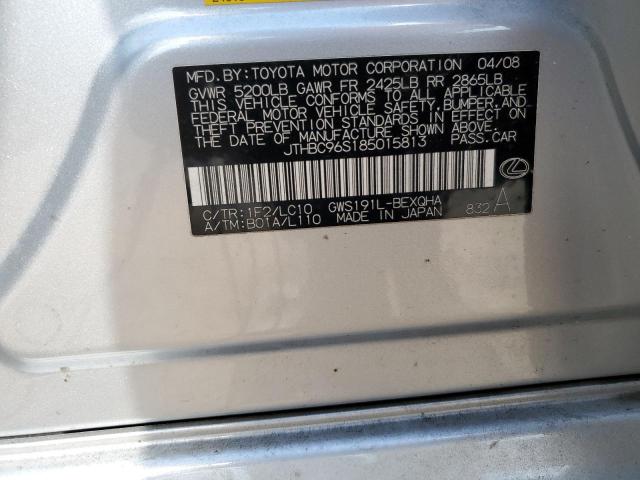 MFD.BY:TOYOTA MOTOR CORPORATION 04/08
GVWR 5200LB GAWR FR 2425LB RR 2865LB
THIS VEHICLE CONFORMS TO ALL APPLICABLE
FEDERAL MOTOR VEHICLE SAFETY,BUMPER,AND
THEFT PREVENTION STANDARDS IN EFFECT ON
THE DATE OF MANUFACTURE SHOWN ABOVE.
JTHBC96S185015813 PASS.CAR
C/TR:1F2/LC10 GWS191L-BEXQHA
A/TM:B01A/L110 MADE IN JAPAN 832 A